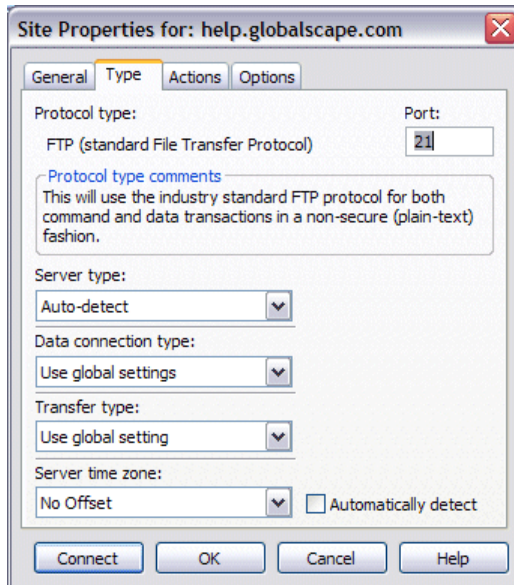 Site Properties for: help.globalscape.com
General Type Actions Options
Protocol type: Port:
FTP (standard File Transfer Protocol) 21
Protocol type comments
This will use the industry standard FTP protocol for both
command and data transactions in a non-secure (plain-text)
fashion.
Server type:
Auto-detect
Data connection type:
Use global settings
Transfer type:
Use global setting
Server time zone:
No Offset Automatically detect
Connect OK Cancel Help